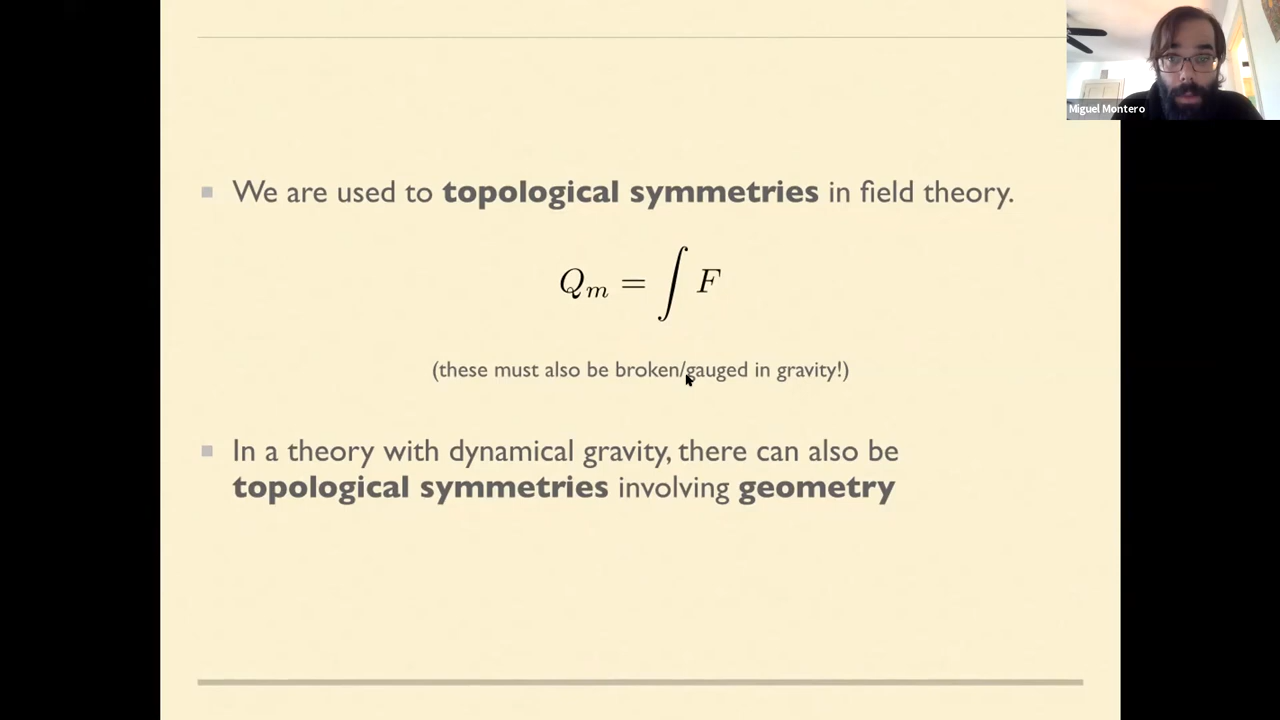 Miguel Montero
We are used to topological symmetries in field theory.
Q_m = ∫ F
(these must also be broken/gauged in gravity!)
In a theory with dynamical gravity, there can also be
topological symmetries involving geometry